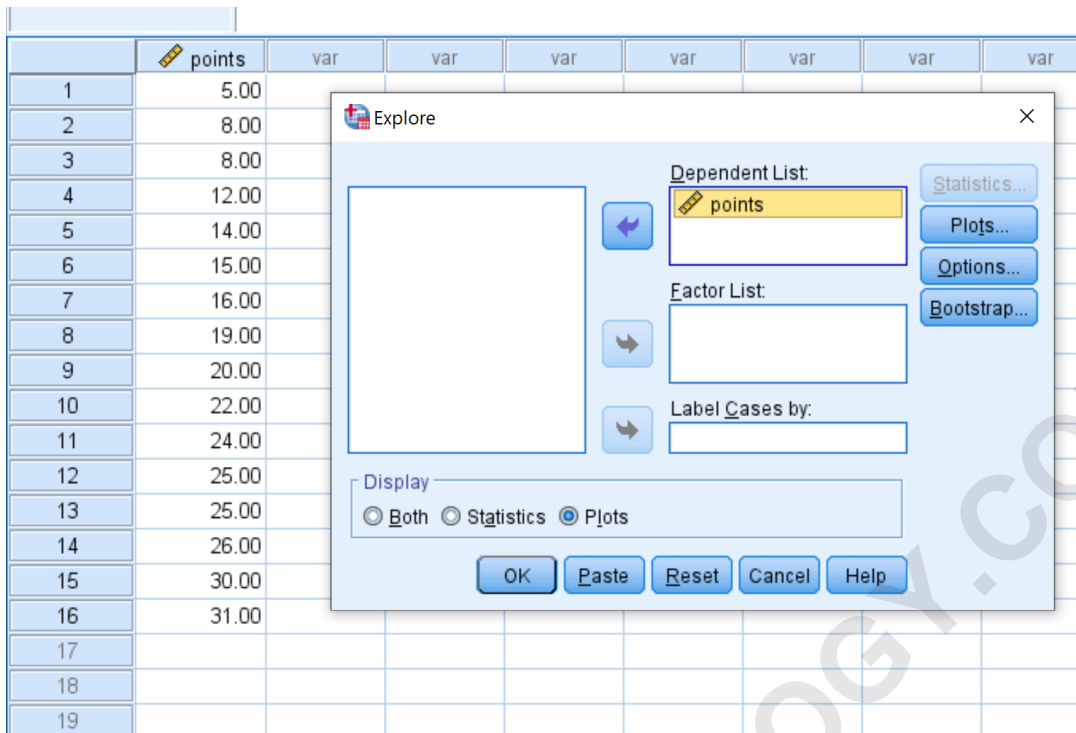 points var var var var var var var
1 5.00
2 8.00
3 8.00
4 12.00
5 14.00
6 15.00
7 16.00
8 19.00
9 20.00
10 22.00
11 24.00
12 25.00
13 25.00
14 26.00
15 30.00
16 31.00
17
18
19
Explore
Dependent List:
points
Factor List:
Label Cases by:
Statistics...
Plots...
Options...
Bootstrap...
Display
Both Statistics Plots
OK Paste Reset Cancel Help
OGY.CO